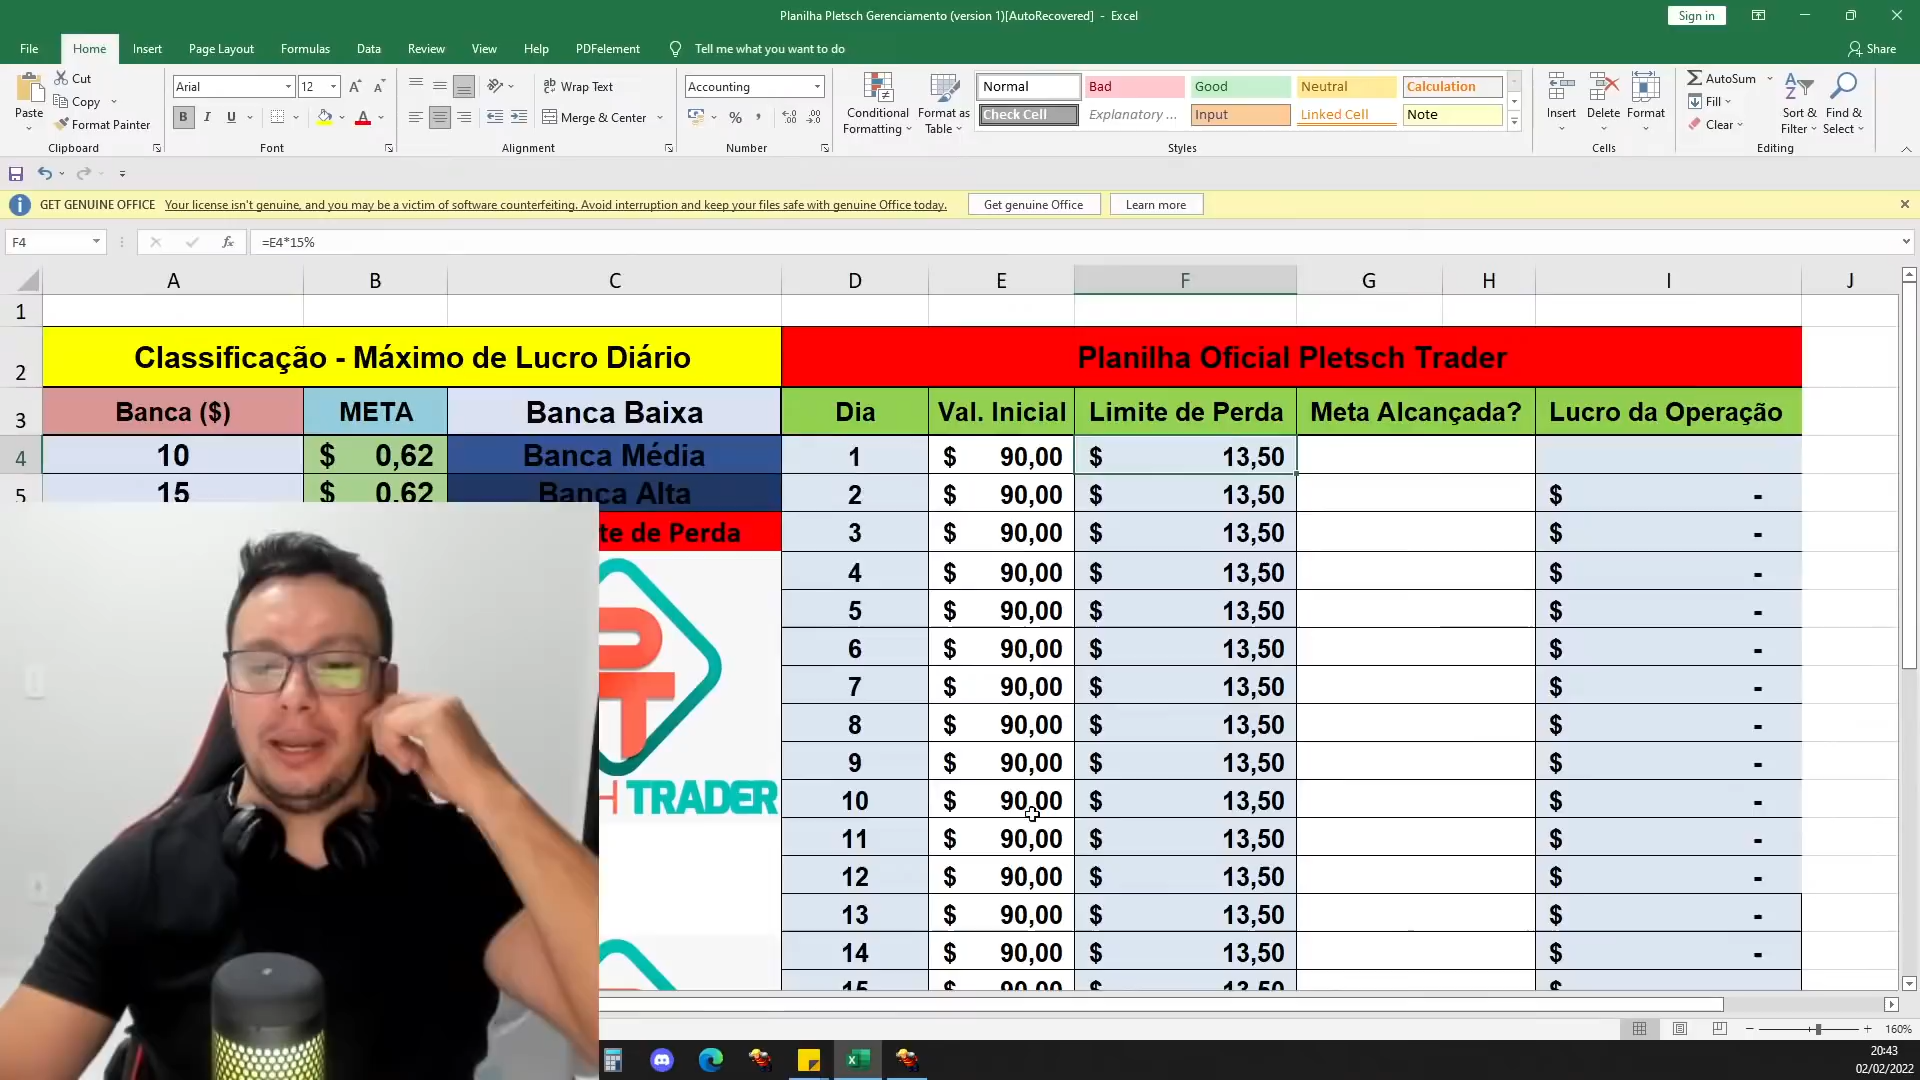 Planilha Pletsch Gerenciamento (version 1)[AutoRecovered] - Excel
Sign in
File Home Insert Page Layout Formulas Data Review View Help PDFelement Tell me what you want to do Share
Paste
Cut
Copy
Format Painter
Clipboard
Arial 12
Font
Wrap Text
Merge & Center
Alignment
Accounting
Number
Conditional Formatting
Format as Table
Normal Bad Good Neutral Calculation
Check Cell Explanatory ... Input Linked Cell Note
Styles
Insert Delete Format
Cells
AutoSum
Fill
Clear
Sort & Filter
Find & Select
Editing
GET GENUINE OFFICE Your license isn't genuine, and you may be a victim of software counterfeiting. Avoid interruption and keep your files safe with genuine Office today. Get genuine Office Learn more
F4 fx =E4*15%
A B C D E F G H I J
1
2 Classificação - Máximo de Lucro Diário Planilha Oficial Pletsch Trader
3 Banca ($) META Banca Baixa Dia Val. Inicial Limite de Perda Meta Alcançada? Lucro da Operação
4 10 $ 0,62 Banca Média 1 $ 90,00 $ 13,50
5 15 $ 0,62 Banca Alta 2 $ 90,00 $ 13,50 $ -
te de Perda 3 $ 90,00 $ 13,50 $ -
4 $ 90,00 $ 13,50 $ -
5 $ 90,00 $ 13,50 $ -
6 $ 90,00 $ 13,50 $ -
7 $ 90,00 $ 13,50 $ -
8 $ 90,00 $ 13,50 $ -
9 $ 90,00 $ 13,50 $ -
PT
H TRADER
10 $ 90,00 $ 13,50 $ -
11 $ 90,00 $ 13,50 $ -
12 $ 90,00 $ 13,50 $ -
13 $ 90,00 $ 13,50 $ -
14 $ 90,00 $ 13,50 $ -
15 $ 90,00 $ 13,50 $
160%
20:43
02/02/2022